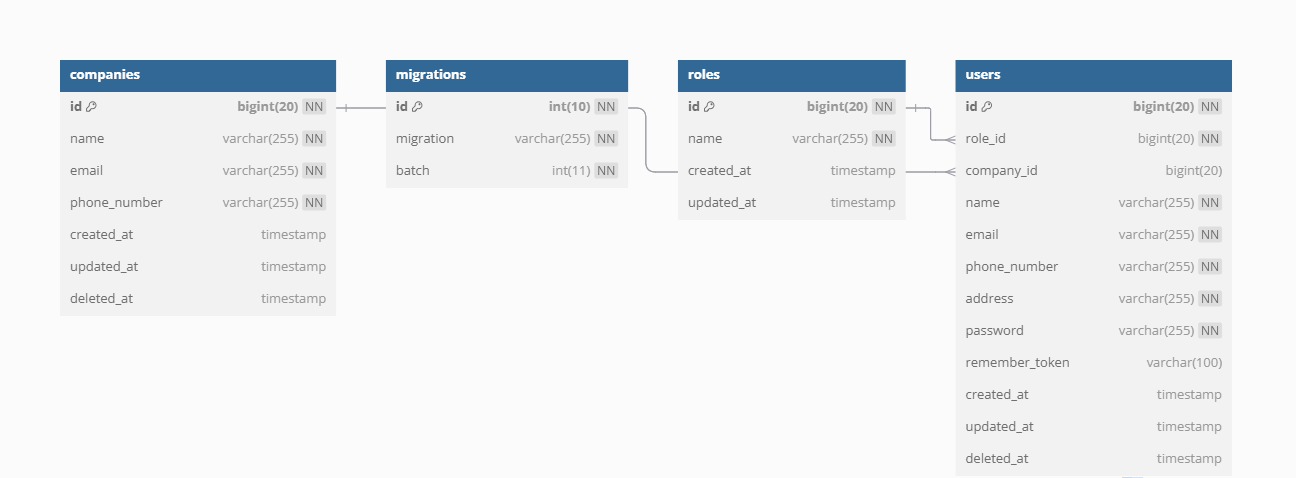 companies
id bigint(20) NN
name varchar(255) NN
email varchar(255) NN
phone_number varchar(255) NN
created_at timestamp
updated_at timestamp
deleted_at timestamp
migrations
id int(10) NN
migration varchar(255) NN
batch int(11) NN
roles
id bigint(20) NN
name varchar(255) NN
created_at timestamp
updated_at timestamp
users
id bigint(20) NN
role_id bigint(20) NN
company_id bigint(20)
name varchar(255) NN
email varchar(255) NN
phone_number varchar(255) NN
address varchar(255) NN
password varchar(255) NN
remember_token varchar(100)
created_at timestamp
updated_at timestamp
deleted_at timestamp